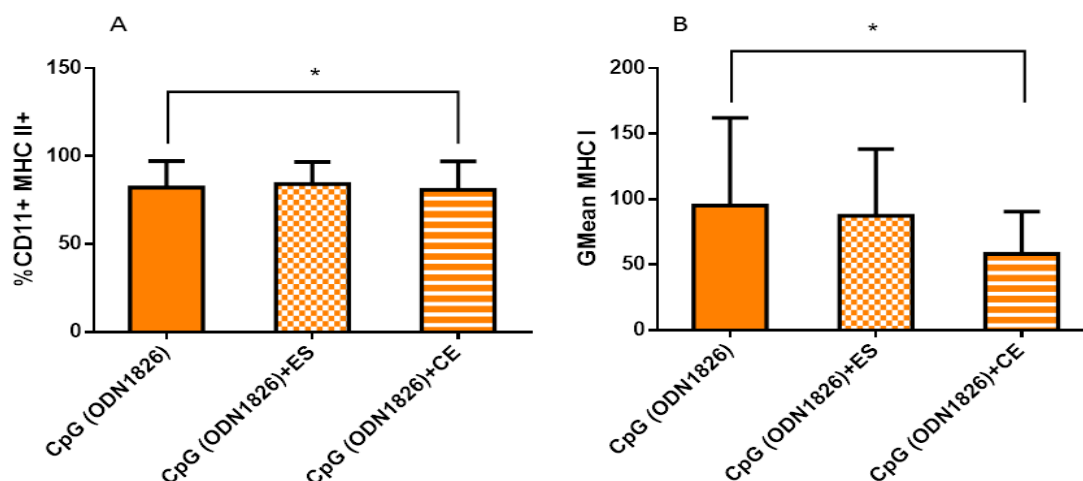 A
*
150
100
50
0
%CD11+ MHC II+
CpG (ODN1826)
CpG (ODN1826)+ES
CpG (ODN1826)+CE
B
*
200
150
100
50
0
GMean MHC I
CpG (ODN1826)
CpG (ODN1826)+ES
CpG (ODN1826)+CE